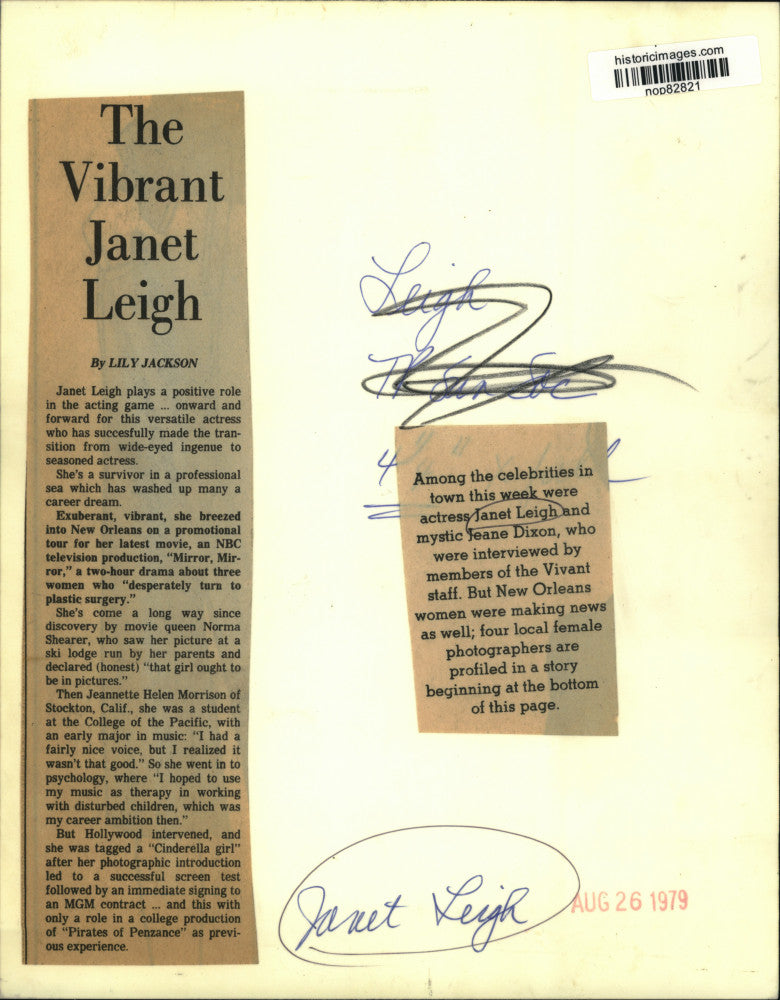 historicimages.com
nop82821
The
Vibrant
Janet
Leigh
By LILY JACKSON
Janet Leigh plays a positive role
in the acting game ... onward and
forward for this versatile actress
who has succesfully made the tran-
sition from wide-eyed ingenue to
seasoned actress.
She's a survivor in a professional
sea which has washed up many a
career dream.
Exuberant, vibrant, she breezed
into New Orleans on a promotional
tour for her latest movie, an NBC
television production, “Mirror, Mir-
ror,” a two-hour drama about three
women who “desperately turn to
plastic surgery.”
She's come a long way since
discovery by movie queen Norma
Shearer, who saw her picture at a
ski lodge run by her parents and
declared (honest) “that girl ought to
be in pictures.”
Then Jeannette Helen Morrison of
Stockton, Calif., she was a student
at the College of the Pacific, with
an early major in music: “I had a
fairly nice voice, but I realized it
wasn't that good.” So she went in to
psychology, where “I hoped to use
my music as therapy in working
with disturbed children, which was
my career ambition then.”
But Hollywood intervened, and
she was tagged a “Cinderella girl”
after her photographic introduction
led to a successful screen test
followed by an immediate signing to
an MGM contract ... and this with
only a role in a college production
of “Pirates of Penzance” as previ-
ous experience.
Leigh
4
Among the celebrities in
town this week were
actress Janet Leigh and
mystic Jeane Dixon, who
were interviewed by
members of the Vivant
staff. But New Orleans
women were making news
as well; four local female
photographers are
profiled in a story
beginning at the bottom
of this page.
Janet Leigh
AUG 26 1979